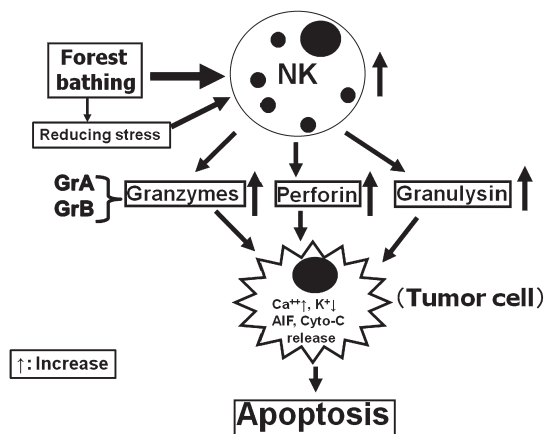 Forest
bathing
Reducing stress
NK
↑
GrA
GrB
Granzymes ↑
Perforin ↑
Granulysin ↑
Ca⁺⁺↑, K⁺↓
AIF, Cyto-C
release
(Tumor cell)
↑: Increase
Apoptosis